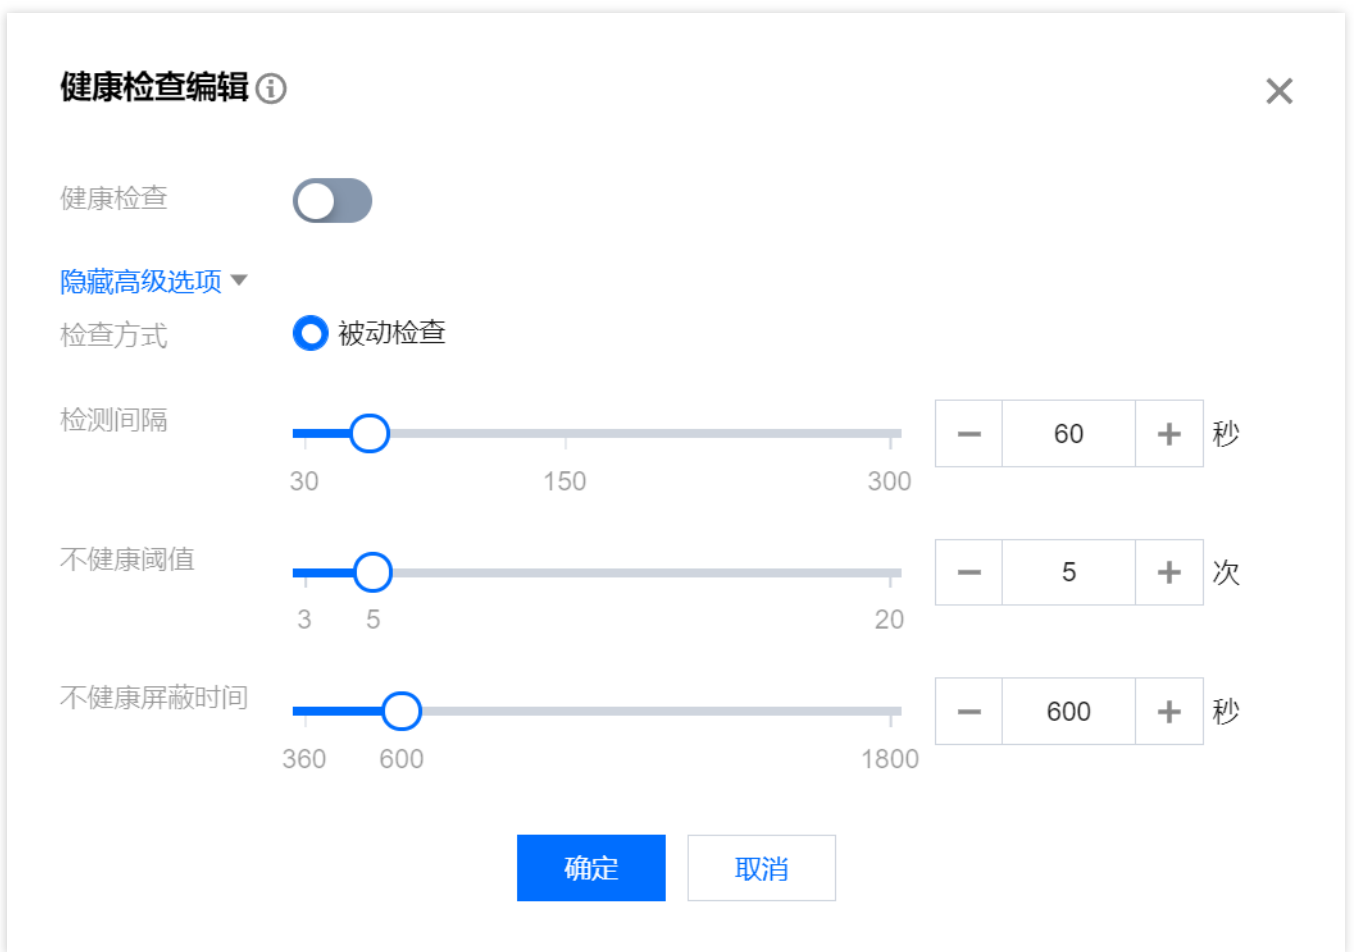 健康检查编辑
健康检查
隐藏高级选项
检查方式 被动检查
检测间隔 60 秒
30 150 300
不健康阈值 5 次
3 5 20
不健康屏蔽时间 600 秒
360 600 1800
确定 取消